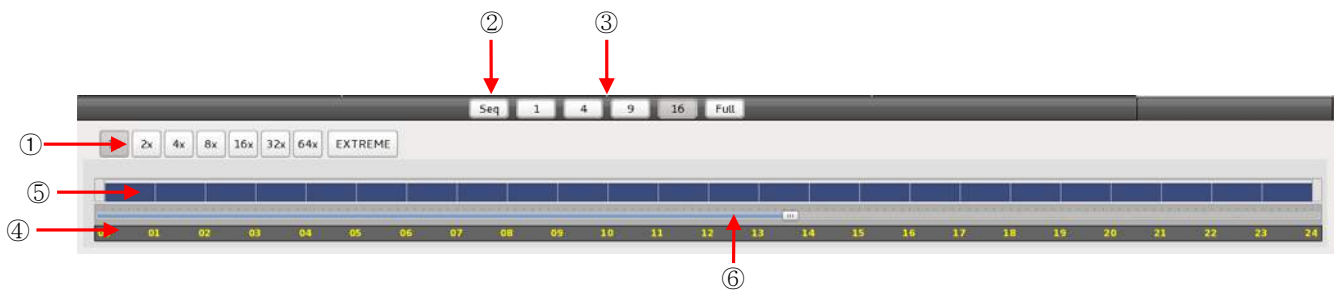 ② ③
Seq 1 4 9 16 Full
① 2x 4x 8x 16x 32x 64x EXTREME
⑤
④ 01 02 03 04 05 06 07 08 09 10 11 12 13 14 15 16 17 18 19 20 21 22 23 24
⑥